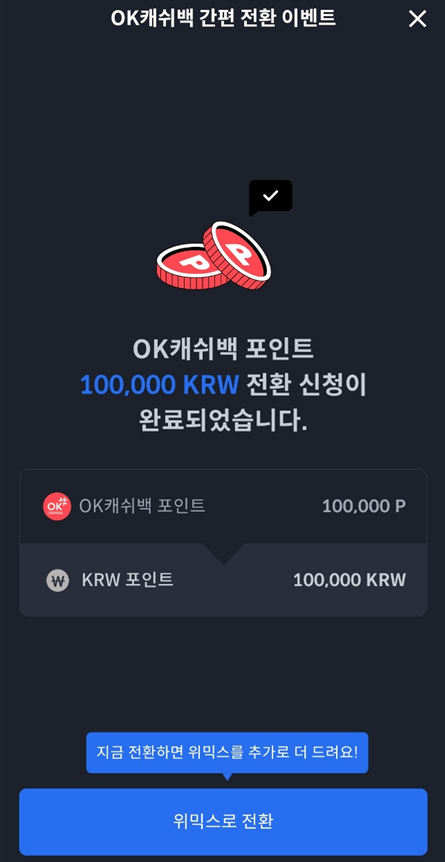 OK캐쉬백 간편 전환 이벤트
P P
OK캐쉬백 포인트
100,000 KRW 전환 신청이
완료되었습니다.
OK OK캐쉬백 포인트 100,000 P
₩ KRW 포인트 100,000 KRW
지금 전환하면 위믹스를 추가로 더 드려요!
위믹스로 전환